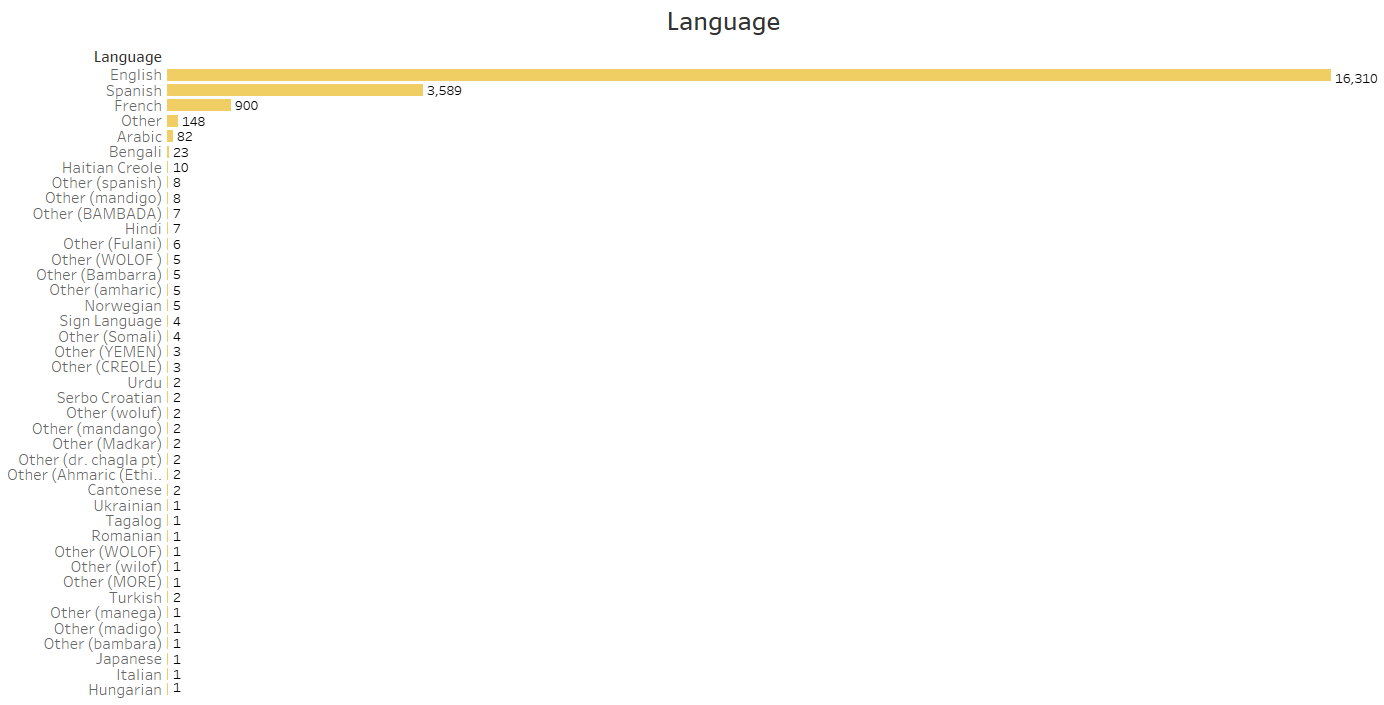 Language
Language
English 16,310
Spanish 3,589
French 900
Other 148
Arabic 82
Bengali 23
Haitian Creole 10
Other (spanish) 8
Other (mandigo) 8
Other (BAMBADA) 7
Hindi 7
Other (Fulani) 6
Other (WOLOF ) 5
Other (Bambarra) 5
Other (amharic) 5
Norwegian 5
Sign Language 4
Other (Somali) 4
Other (YEMEN) 3
Other (CREOLE) 3
Urdu 2
Serbo Croatian 2
Other (woluf) 2
Other (mandango) 2
Other (Madkar) 2
Other (dr. chagla pt) 2
Other (Ahmaric (Ethi.. 2
Cantonese 2
Ukrainian 1
Tagalog 1
Romanian 1
Other (WOLOF) 1
Other (wilof) 1
Other (MORE) 1
Turkish 2
Other (manega) 1
Other (madigo) 1
Other (bambara) 1
Japanese 1
Italian 1
Hungarian 1